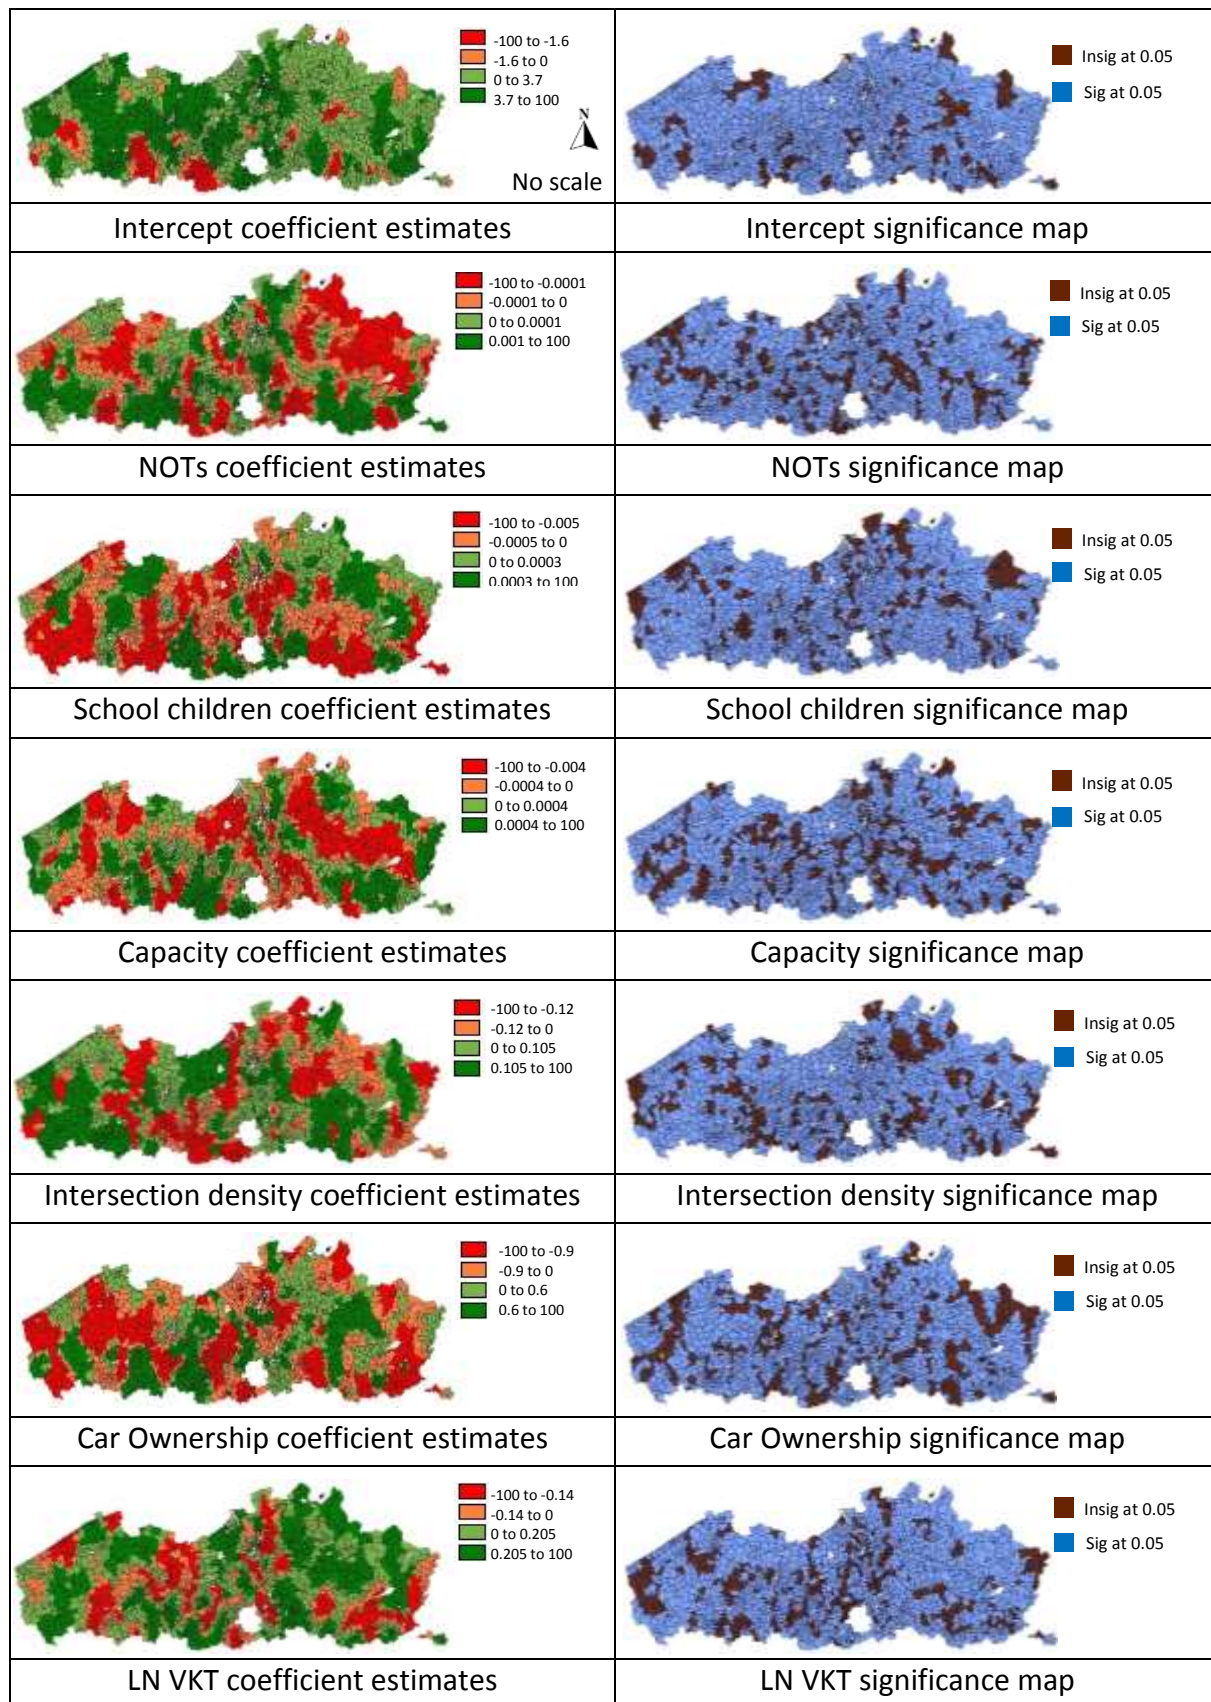 -100 to -1.6
-1.6 to 0
0 to 3.7
3.7 to 100
N
No scale
Insig at 0.05
Sig at 0.05
Intercept coefficient estimates
Intercept significance map
-100 to -0.0001
-0.0001 to 0
0 to 0.0001
0.001 to 100
Insig at 0.05
Sig at 0.05
NOTs coefficient estimates
NOTs significance map
-100 to -0.005
-0.0005 to 0
0 to 0.0003
0.0003 to 100
Insig at 0.05
Sig at 0.05
School children coefficient estimates
School children significance map
-100 to -0.004
-0.0004 to 0
0 to 0.0004
0.0004 to 100
Insig at 0.05
Sig at 0.05
Capacity coefficient estimates
Capacity significance map
-100 to -0.12
-0.12 to 0
0 to 0.105
0.105 to 100
Insig at 0.05
Sig at 0.05
Intersection density coefficient estimates
Intersection density significance map
-100 to -0.9
-0.9 to 0
0 to 0.6
0.6 to 100
Insig at 0.05
Sig at 0.05
Car Ownership coefficient estimates
Car Ownership significance map
-100 to -0.14
-0.14 to 0
0 to 0.205
0.205 to 100
Insig at 0.05
Sig at 0.05
LN VKT coefficient estimates
LN VKT significance map